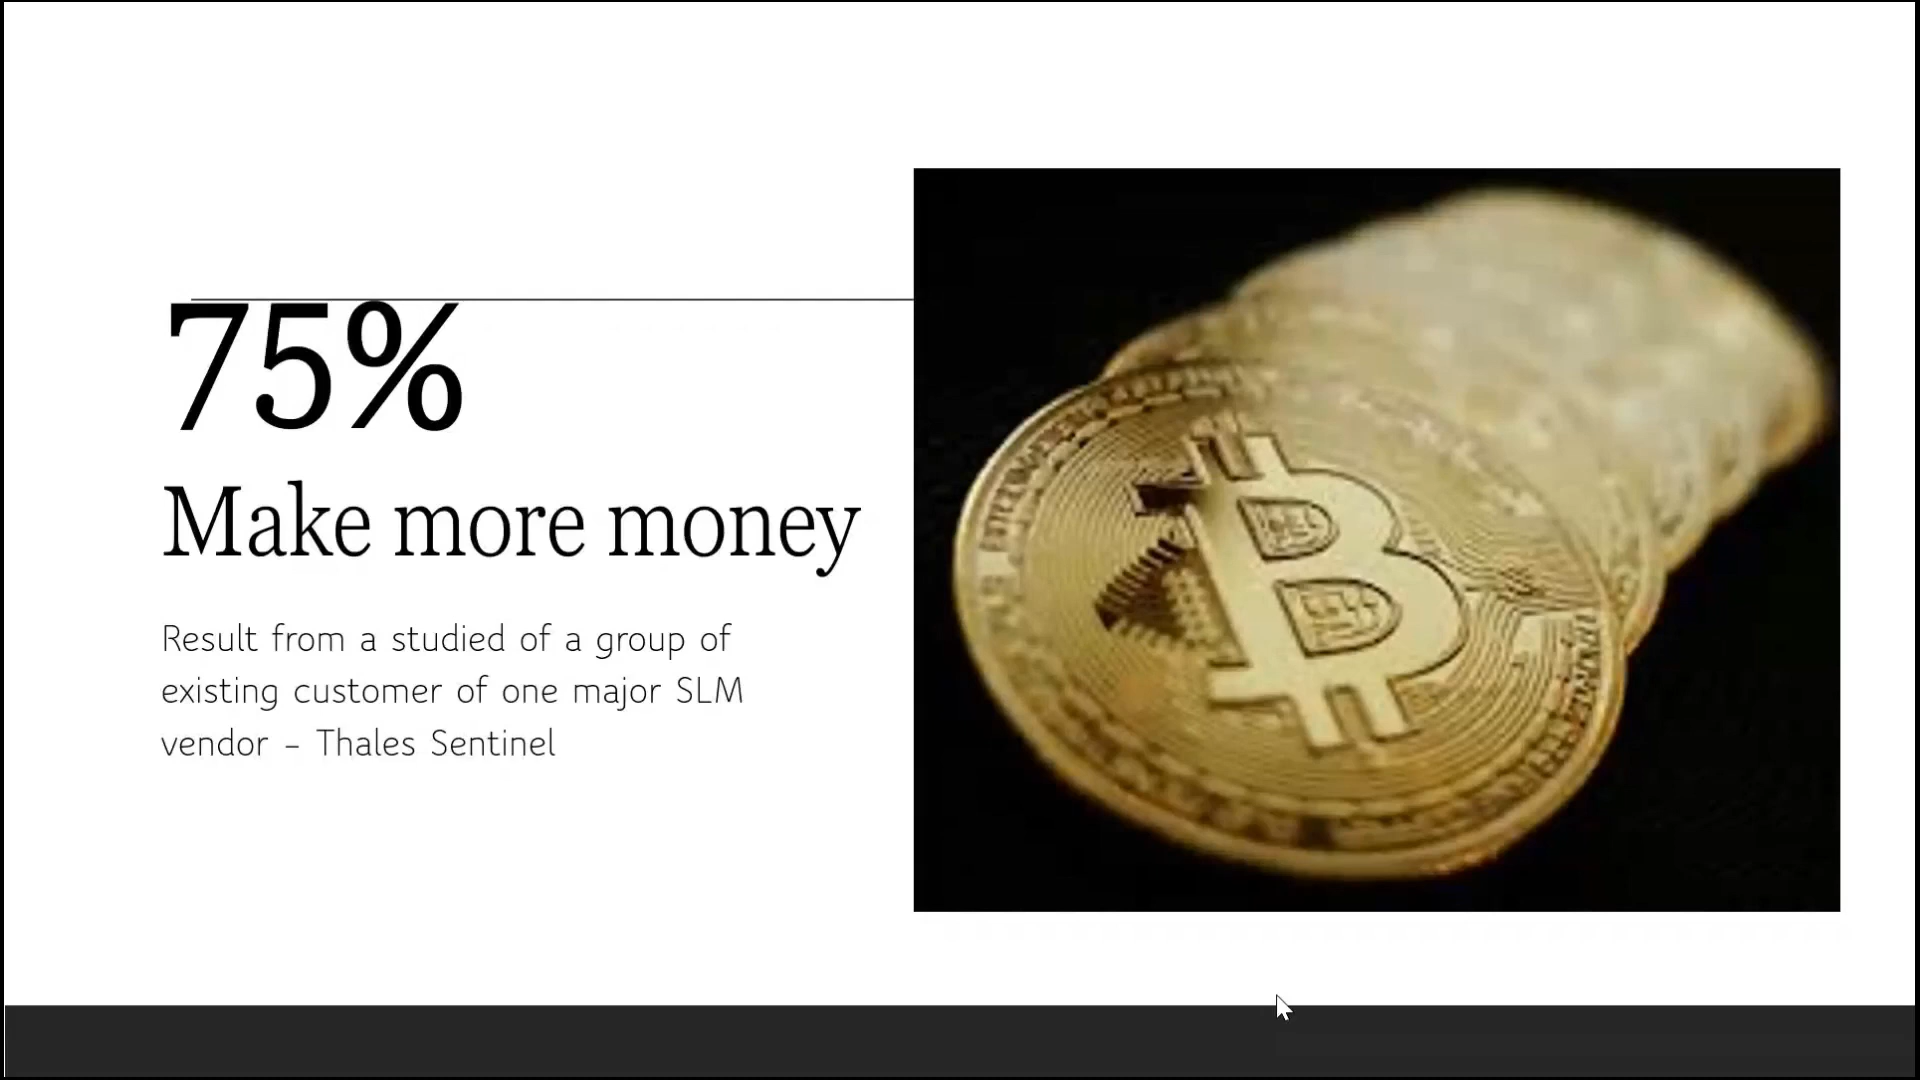 75%
Make more money
Result from a studied of a group of
existing customer of one major SLM
vendor – Thales Sentinel